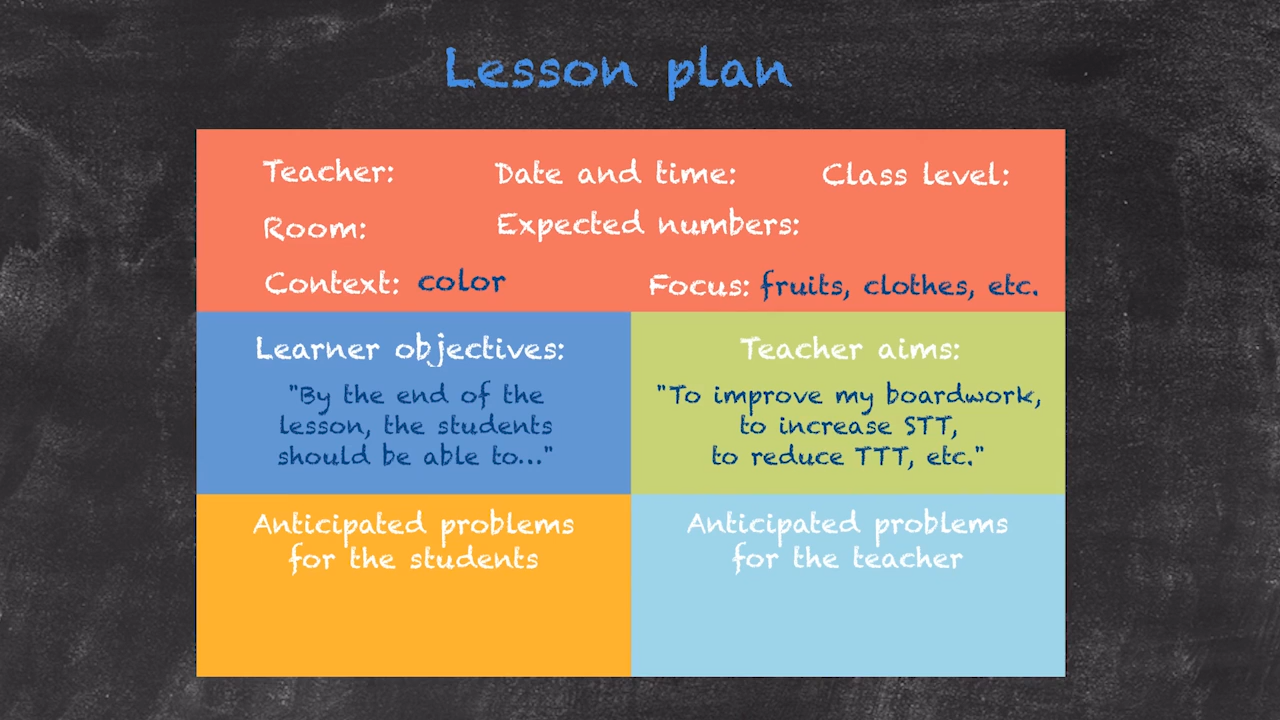 Lesson plan
Teacher: Date and time: Class level:
Room: Expected numbers:
Context: color Focus: fruits, clothes, etc.
Learner objectives:
"By the end of the
lesson, the students
should be able to..."
Teacher aims:
"To improve my boardwork,
to increase STT,
to reduce TTT, etc."
Anticipated problems
for the students
Anticipated problems
for the teacher